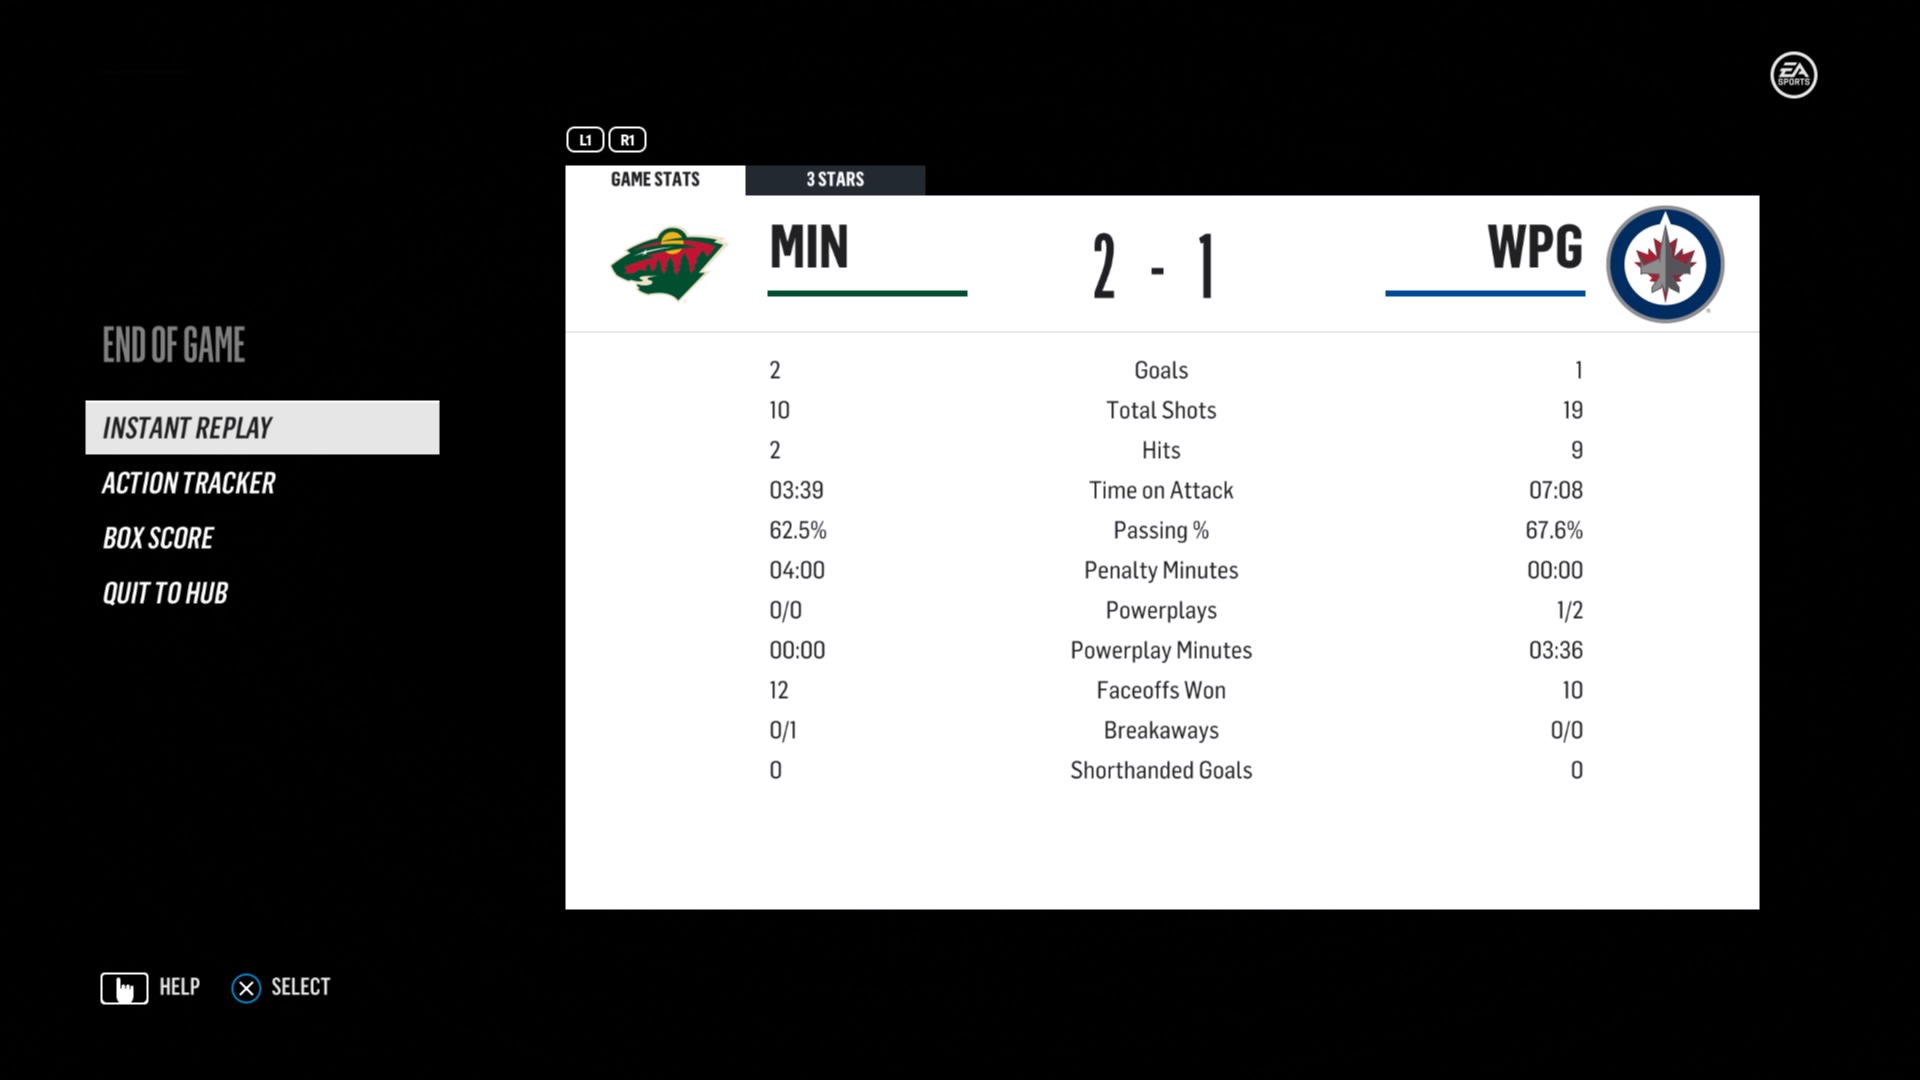 EA
SPORTS
L1 R1
GAME STATS 3 STARS
MIN 2 - 1 WPG
END OF GAME
INSTANT REPLAY
ACTION TRACKER
BOX SCORE
QUIT TO HUB
2 Goals 1
10 Total Shots 19
2 Hits 9
03:39 Time on Attack 07:08
62.5% Passing % 67.6%
04:00 Penalty Minutes 00:00
0/0 Powerplays 1/2
00:00 Powerplay Minutes 03:36
12 Faceoffs Won 10
0/1 Breakaways 0/0
0 Shorthanded Goals 0
HELP SELECT